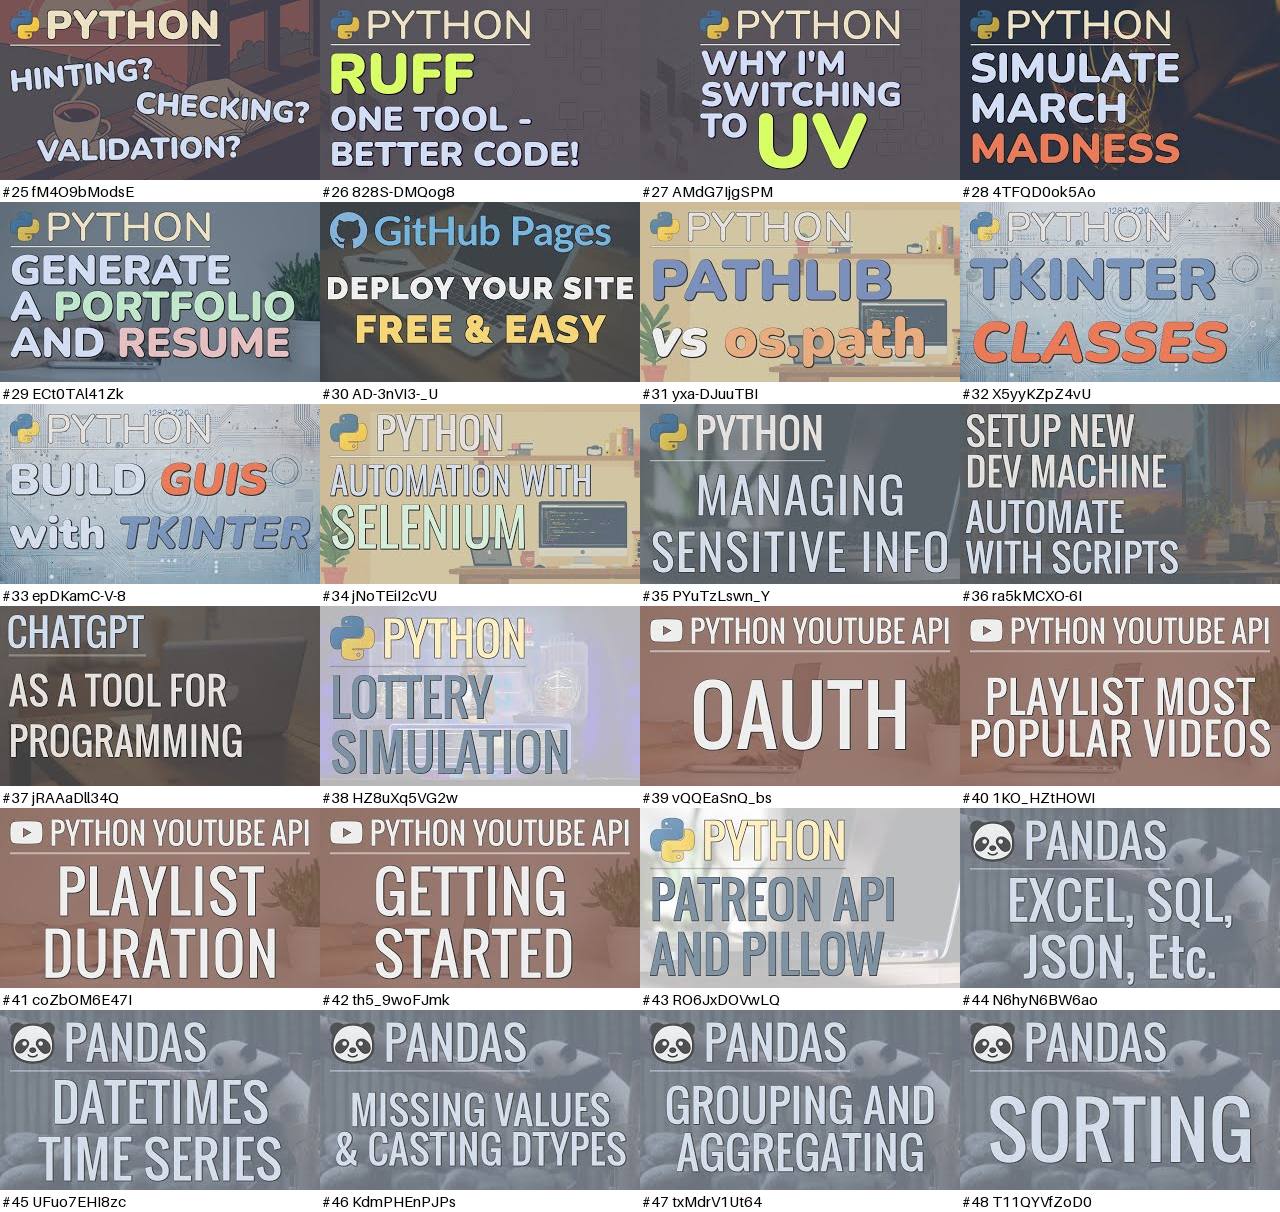 PYTHON
HINTING?
CHECKING?
VALIDATION?
#25 fM4O9bModsE
PYTHON
RUFF
ONE TOOL -
BETTER CODE!
#26 828S-DMQog8
PYTHON
WHY I'M
SWITCHING
TO UV
#27 AMdG7IjgSPM
PYTHON
SIMULATE
MARCH
MADNESS
#28 4TFQD0ok5Ao
PYTHON
GENERATE
A PORTFOLIO
AND RESUME
#29 ECt0TAl41Zk
GitHub Pages
DEPLOY YOUR SITE
FREE & EASY
#30 AD-3nVI3-_U
PYTHON
PATHLIB
vs os.path
#31 yxa-DJuuTBI
1280×720
PYTHON
TKINTER
CLASSES
#32 X5yyKZpZ4vU
1280×720
PYTHON
BUILD GUIS
with TKINTER
#33 epDKamC-V-8
PYTHON
AUTOMATION WITH
SELENIUM
#34 jNoTEiI2cVU
PYTHON
MANAGING
SENSITIVE INFO
#35 PYuTzLswn_Y
SETUP NEW
DEV MACHINE
AUTOMATE
WITH SCRIPTS
#36 ra5kMCXO-6I
CHATGPT
AS A TOOL FOR
PROGRAMMING
#37 jRAAaDll34Q
PYTHON
LOTTERY
SIMULATION
#38 HZ8uXq5VG2w
PYTHON YOUTUBE API
OAUTH
#39 vQQEaSnQ_bs
PYTHON YOUTUBE API
PLAYLIST MOST
POPULAR VIDEOS
#40 1KO_HZtHOWI
PYTHON YOUTUBE API
PLAYLIST
DURATION
#41 coZbOM6E47I
PYTHON YOUTUBE API
GETTING
STARTED
#42 th5_9woFJmk
PYTHON
PATREON API
AND PILLOW
#43 RO6JxDOVwLQ
PANDAS
EXCEL, SQL,
JSON, Etc.
#44 N6hyN6BW6ao
PANDAS
DATETIMES
TIME SERIES
#45 UFuo7EHI8zc
PANDAS
MISSING VALUES
& CASTING DTYPES
#46 KdmPHEnPJPs
PANDAS
GROUPING AND
AGGREGATING
#47 txMdrV1Ut64
PANDAS
SORTING
#48 T11QYVfZoD0